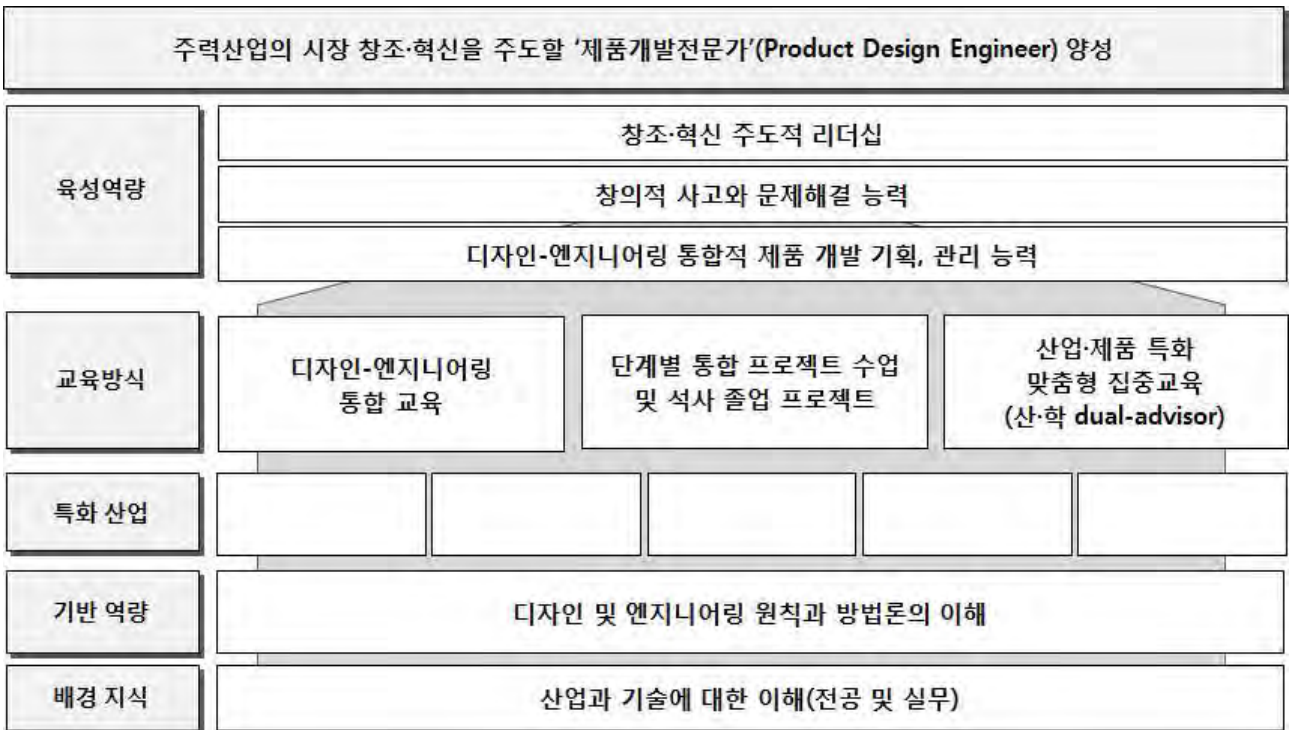 주력산업의 시장 창조·혁신을 주도할 '제품개발전문가'(Product Design Engineer) 양성
육성역량
창조·혁신 주도적 리더십
창의적 사고와 문제해결 능력
디자인-엔지니어링 통합적 제품 개발 기획, 관리 능력
교육방식
디자인-엔지니어링
통합 교육
단계별 통합 프로젝트 수업
및 석사 졸업 프로젝트
산업·제품 특화
맞춤형 집중교육
(산·학 dual-advisor)
특화 산업
기반 역량
디자인 및 엔지니어링 원칙과 방법론의 이해
배경 지식
산업과 기술에 대한 이해(전공 및 실무)